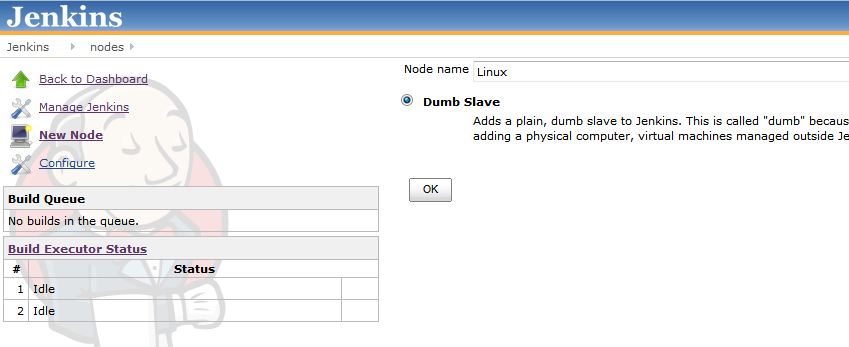 Jenkins
Jenkins nodes
Back to Dashboard
Manage Jenkins
New Node
Configure
Build Queue
No builds in the queue.
Build Executor Status
# Status
1 Idle
2 Idle
Node name Linux
Dumb Slave
Adds a plain, dumb slave to Jenkins. This is called "dumb" becau
adding a physical computer, virtual machines managed outside Je
OK